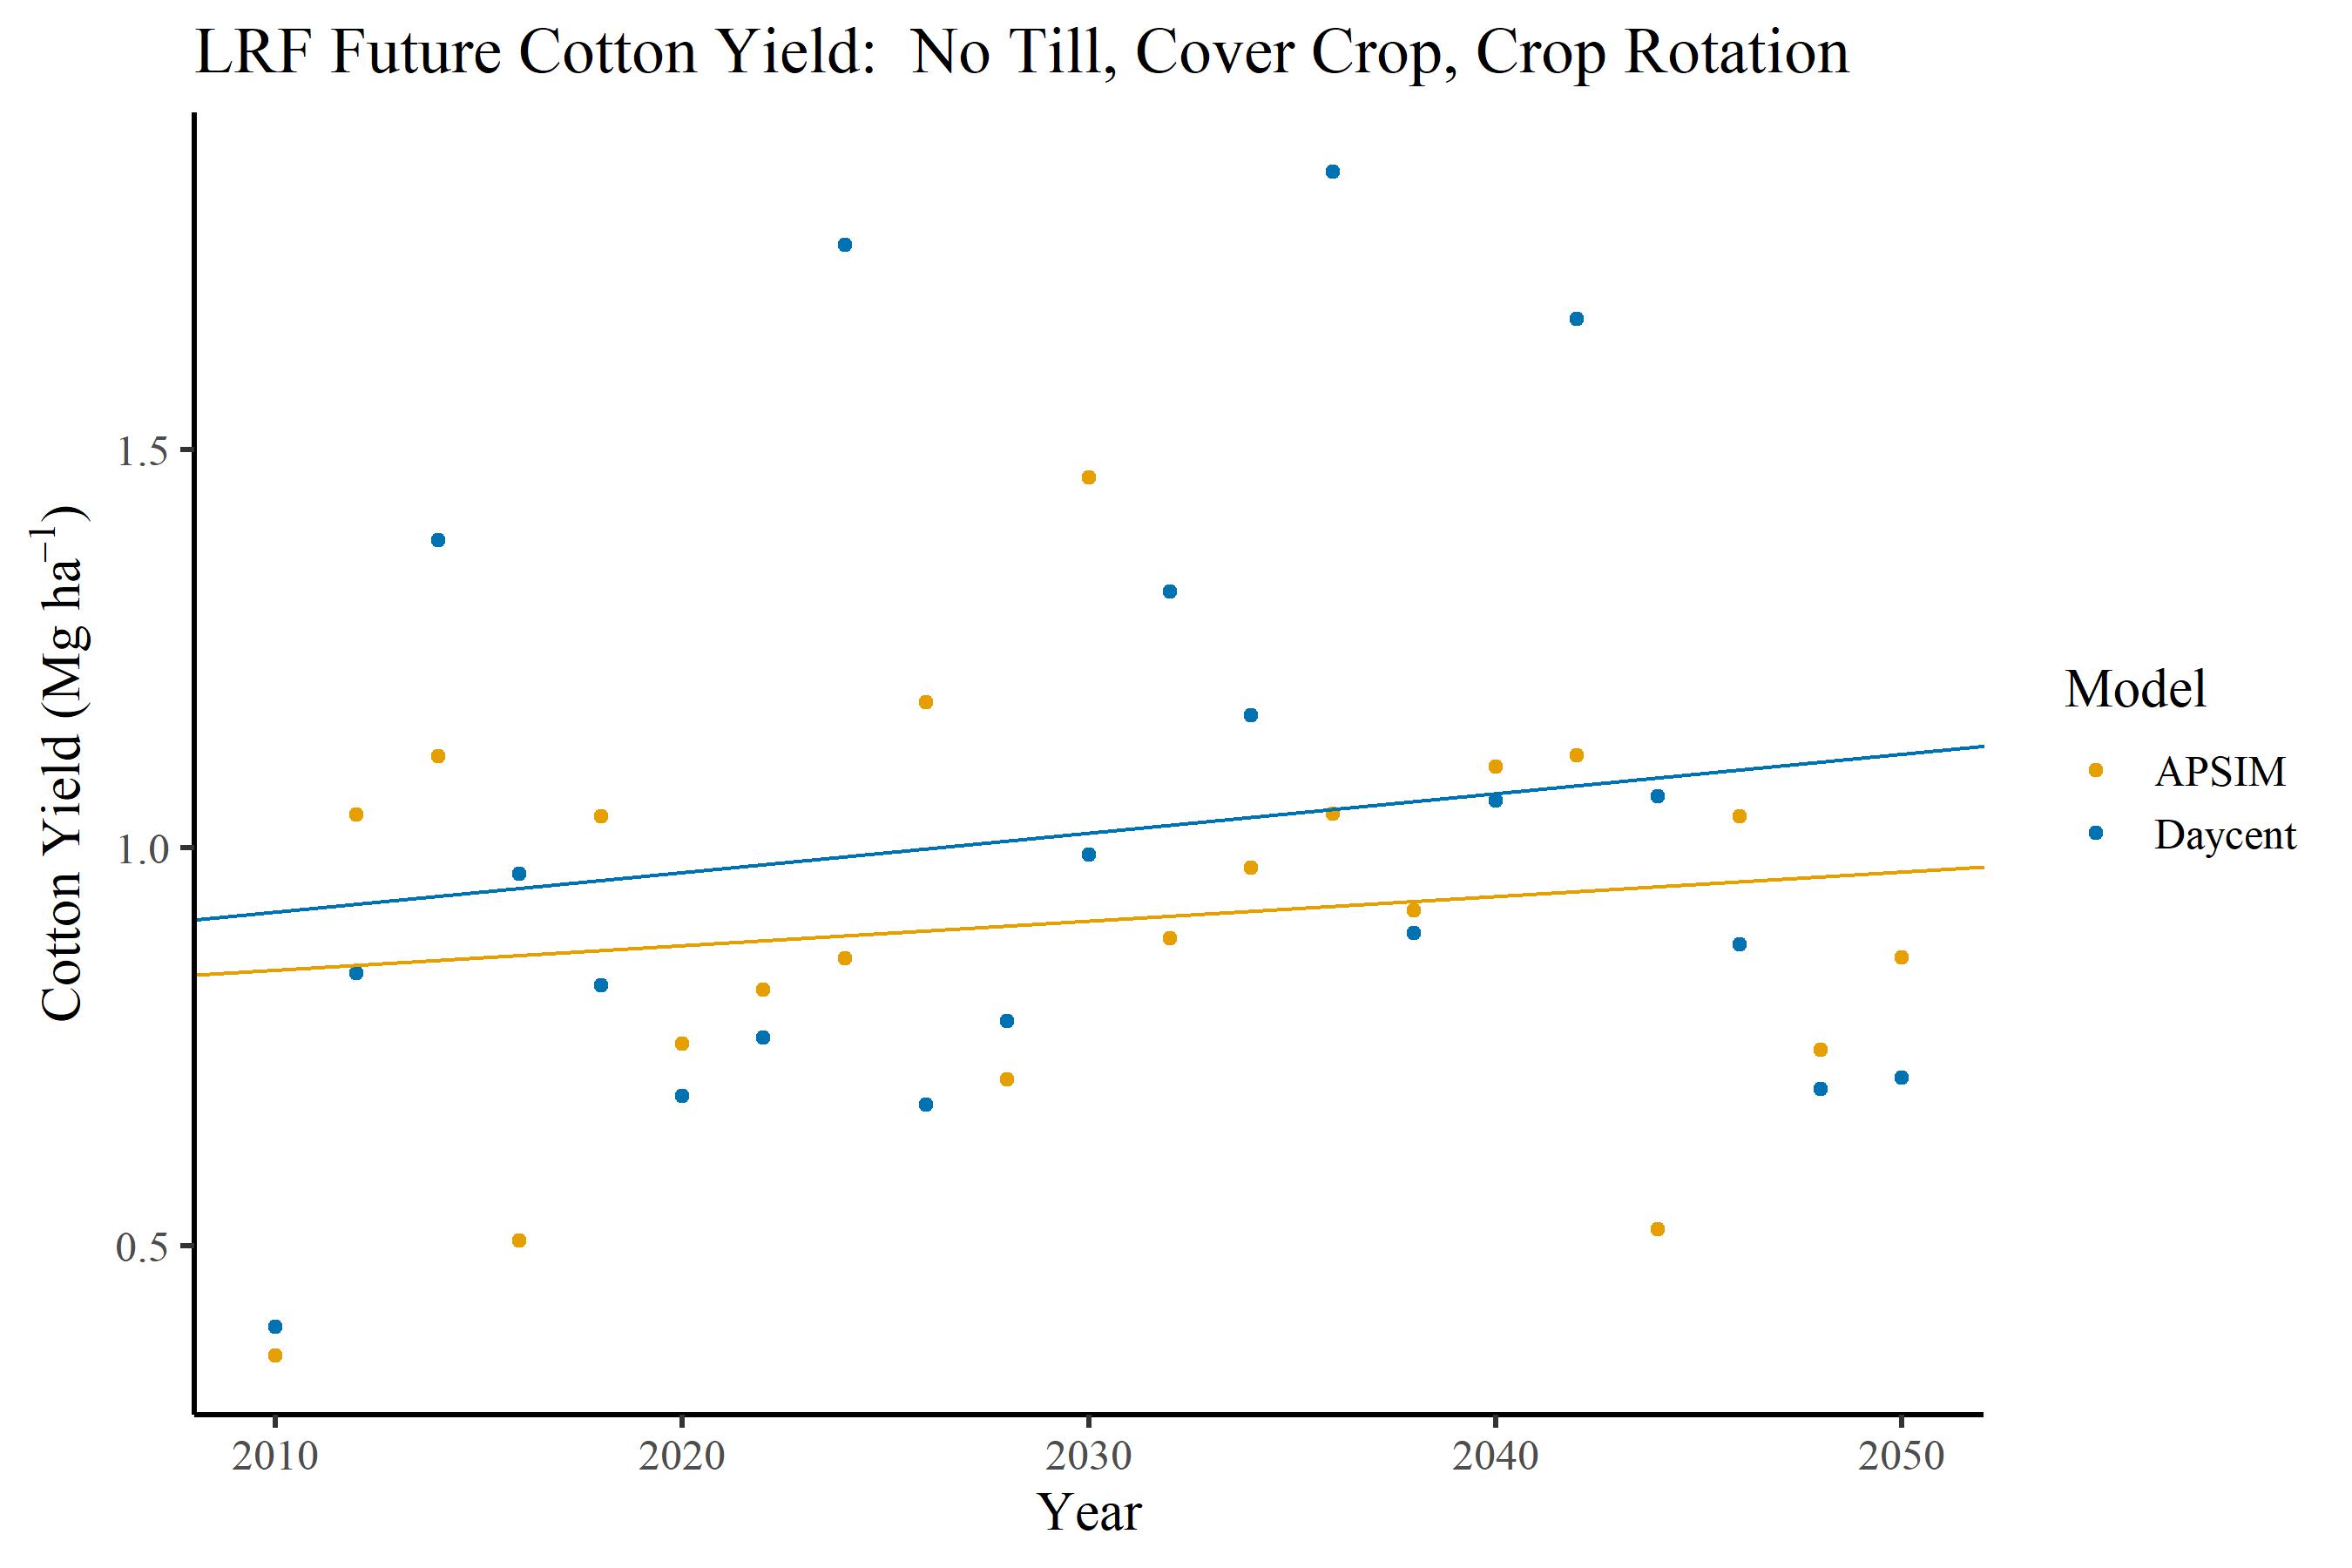 LRF Future Cotton Yield:  No Till, Cover Crop, Crop Rotation
Cotton Yield (Mg ha⁻¹)
1.5
1.0
0.5
2010 2020 2030 2040 2050
Year
Model
APSIM
Daycent